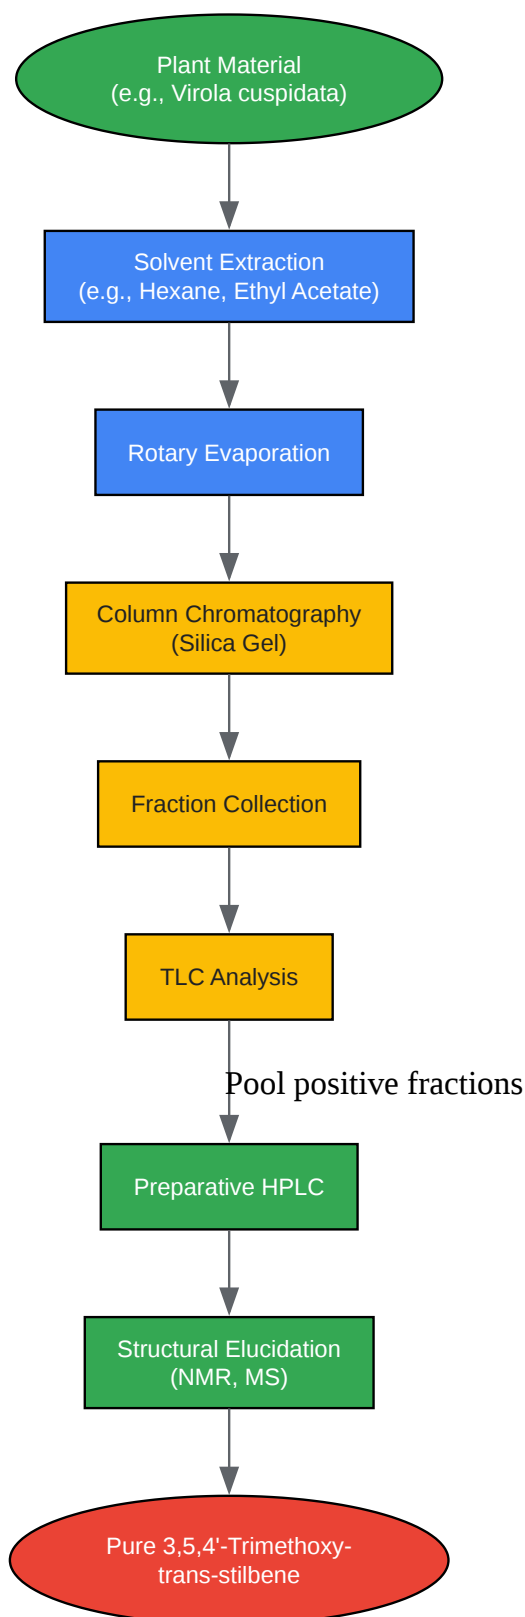 Plant Material
(e.g., Virola cuspidata)
Solvent Extraction
(e.g., Hexane, Ethyl Acetate)
Rotary Evaporation
Column Chromatography
(Silica Gel)
Fraction Collection
TLC Analysis
Pool positive fractions
Preparative HPLC
Structural Elucidation
(NMR, MS)
Pure 3,5,4'-Trimethoxy-
trans-stilbene